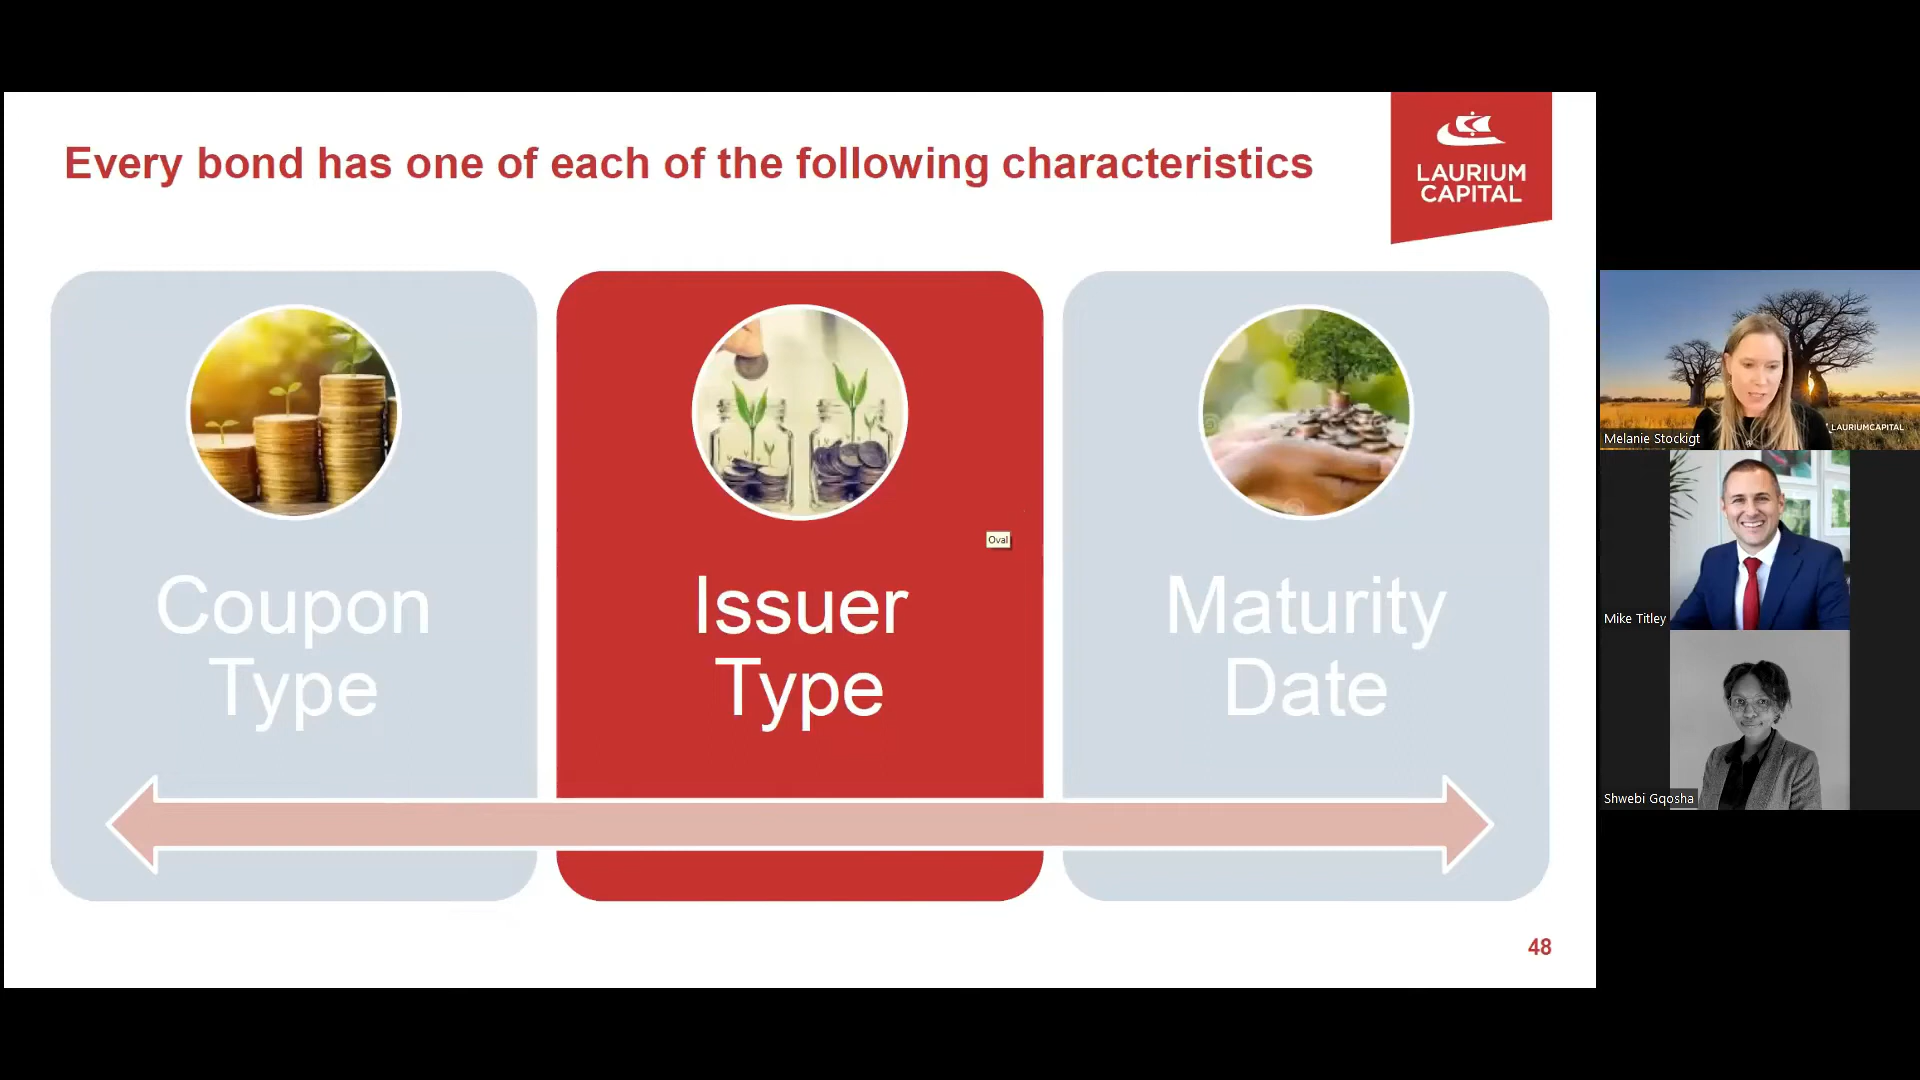 Every bond has one of each of the following characteristics
LAURIUM
CAPITAL
Coupon
Type
Issuer
Type
Maturity
Date
Oval
48
LAURIUMCAPITAL
Melanie Stockigt
Mike Titley
Shwebi Gqosha